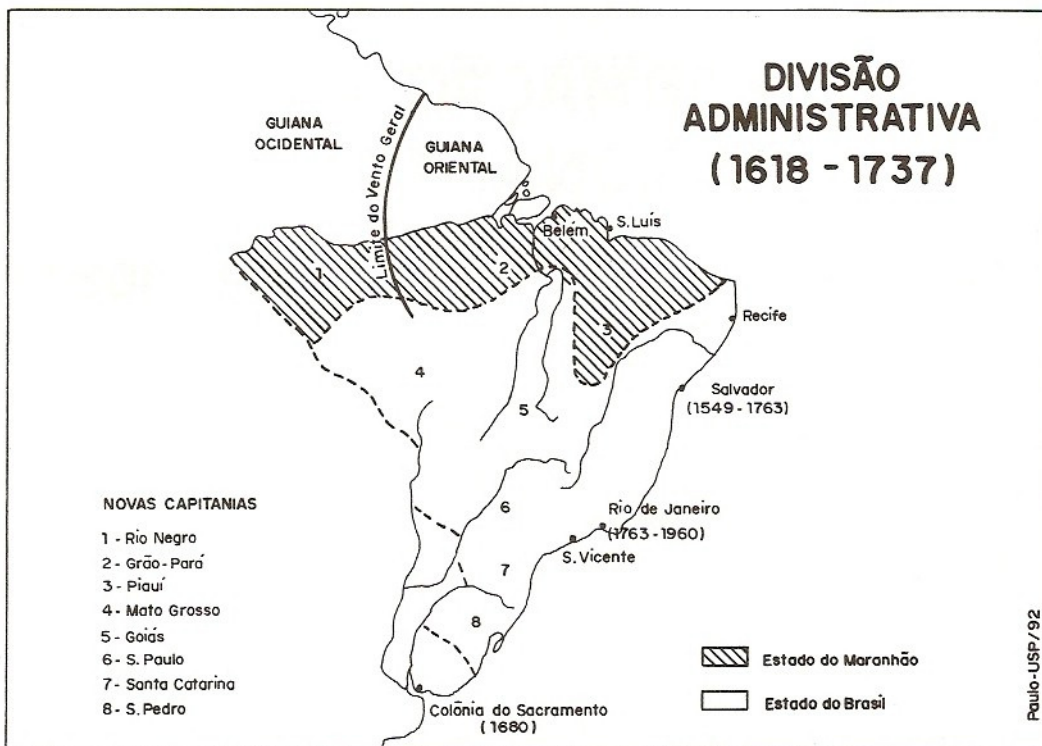 DIVISÃO
ADMINISTRATIVA
(1618 - 1737)
GUIANA
OCIDENTAL
Limite do Vento Geral
GUIANA
ORIENTAL
Belém
S. Luís
1
2
3
Recife
4
Salvador
(1549 - 1763)
5
6
Rio de Janeiro
(1763 - 1960)
S. Vicente
7
8
Colônia do Sacramento
(1680)
NOVAS CAPITANIAS
1 - Rio Negro
2 - Grão-Pará
3 - Piauí
4 - Mato Grosso
5 - Goiás
6 - S. Paulo
7 - Santa Catarina
8 - S. Pedro
Estado do Maranhão
Estado do Brasil
Paulo-USP/92